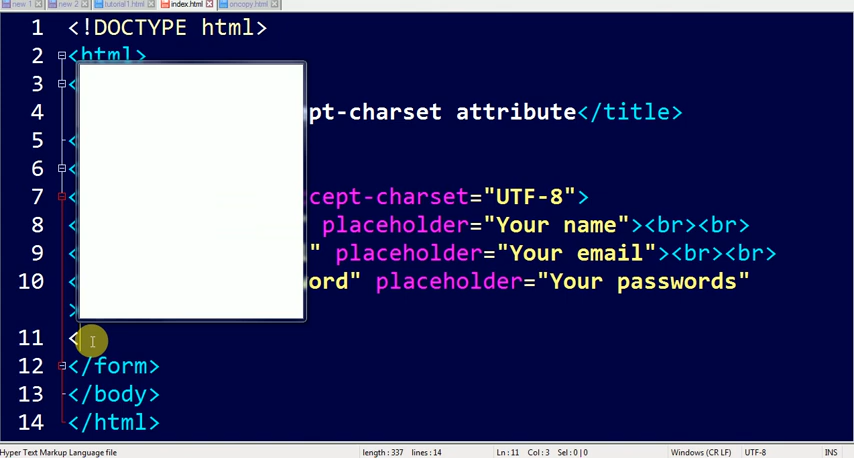 new 1 new 2 tutorial1.html index.html oncopy.html
1 <!DOCTYPE html>
2 <html>
3 <
4 pt-charset attribute</title>
5 <
6 <
7 < cept-charset="UTF-8">
8 < placeholder="Your name"><br><br>
9 < " placeholder="Your email"><br><br>
10 < ord" placeholder="Your passwords"
>
11 <
12 </form>
13 </body>
14 </html>
Hyper Text Markup Language file length : 337 lines : 14 Ln : 11 Col : 3 Sel : 0 | 0 Windows (CR LF) UTF-8 INS